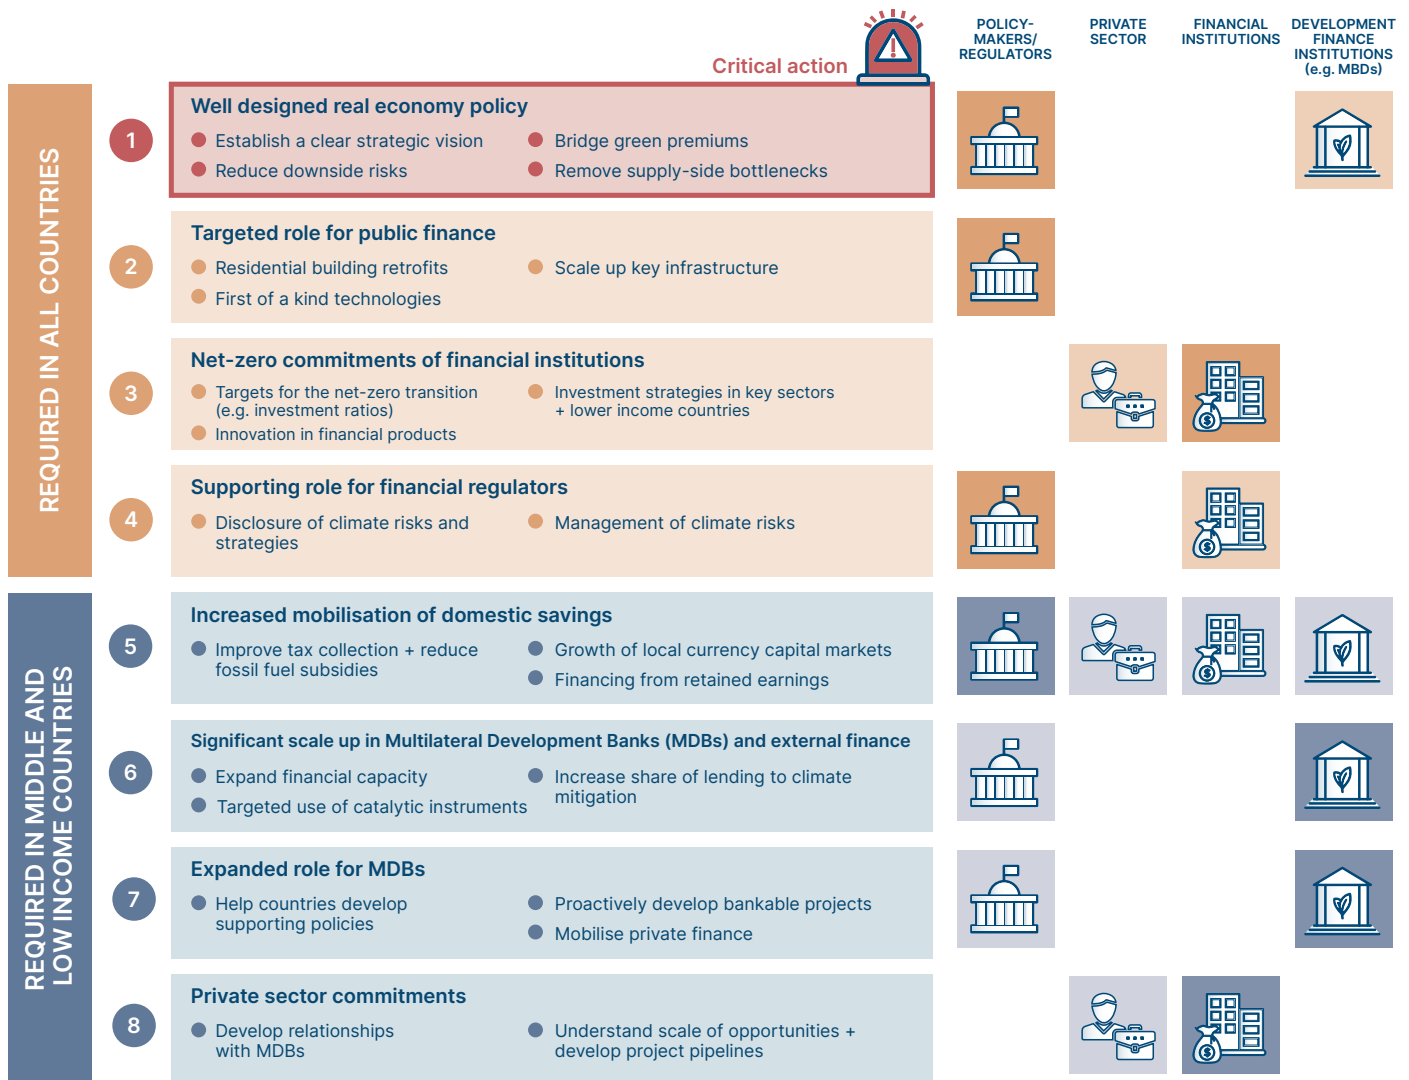 Critical action
POLICY-
MAKERS/
REGULATORS
PRIVATE
SECTOR
FINANCIAL
INSTITUTIONS
DEVELOPMENT
FINANCE
INSTITUTIONS
(e.g. MBDs)
REQUIRED IN ALL COUNTRIES
1
Well designed real economy policy
Establish a clear strategic vision
Reduce downside risks
Bridge green premiums
Remove supply-side bottlenecks
2
Targeted role for public finance
Residential building retrofits
First of a kind technologies
Scale up key infrastructure
3
Net-zero commitments of financial institutions
Targets for the net-zero transition
(e.g. investment ratios)
Innovation in financial products
Investment strategies in key sectors
+ lower income countries
$
4
Supporting role for financial regulators
Disclosure of climate risks and
strategies
Management of climate risks
$
REQUIRED IN MIDDLE AND
LOW INCOME COUNTRIES
5
Increased mobilisation of domestic savings
Improve tax collection + reduce
fossil fuel subsidies
Growth of local currency capital markets
Financing from retained earnings
$
6
Significant scale up in Multilateral Development Banks (MDBs) and external finance
Expand financial capacity
Targeted use of catalytic instruments
Increase share of lending to climate
mitigation
7
Expanded role for MDBs
Help countries develop
supporting policies
Proactively develop bankable projects
Mobilise private finance
8
Private sector commitments
Develop relationships
with MDBs
Understand scale of opportunities +
develop project pipelines
$